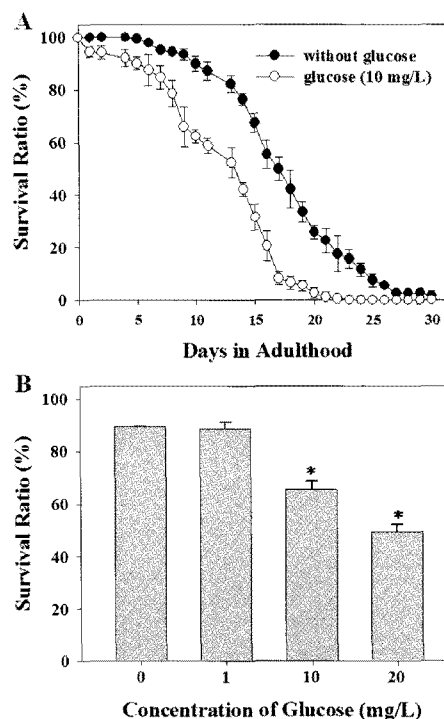 A
100
80
60
40
20
0
Survival Ratio (%)
without glucose
glucose (10 mg/L)
0 5 10 15 20 25 30
Days in Adulthood
B
100
80
60
40
20
0
Survival Ratio (%)
*
*
0 1 10 20
Concentration of Glucose (mg/L)